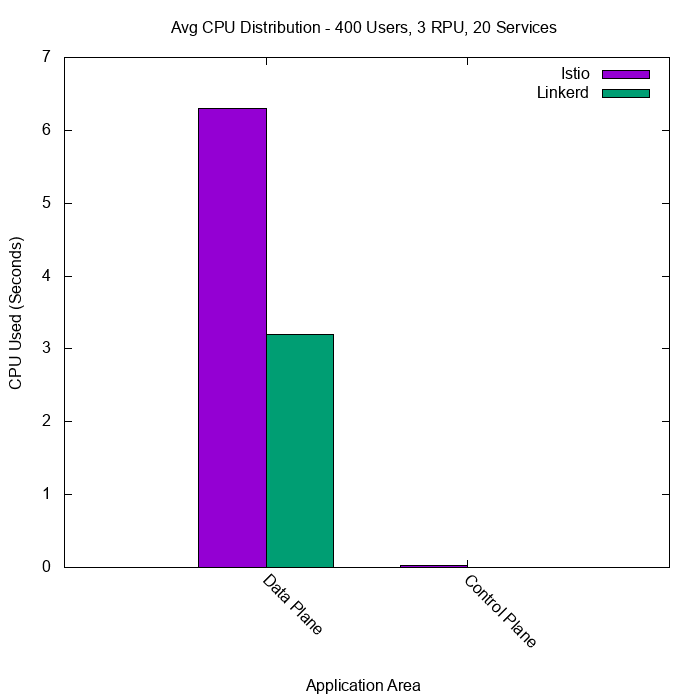 Avg CPU Distribution - 400 Users, 3 RPU, 20 Services
Istio
Linkerd
7
6
5
4
3
2
1
0
CPU Used (Seconds)
Data Plane
Control Plane
Application Area